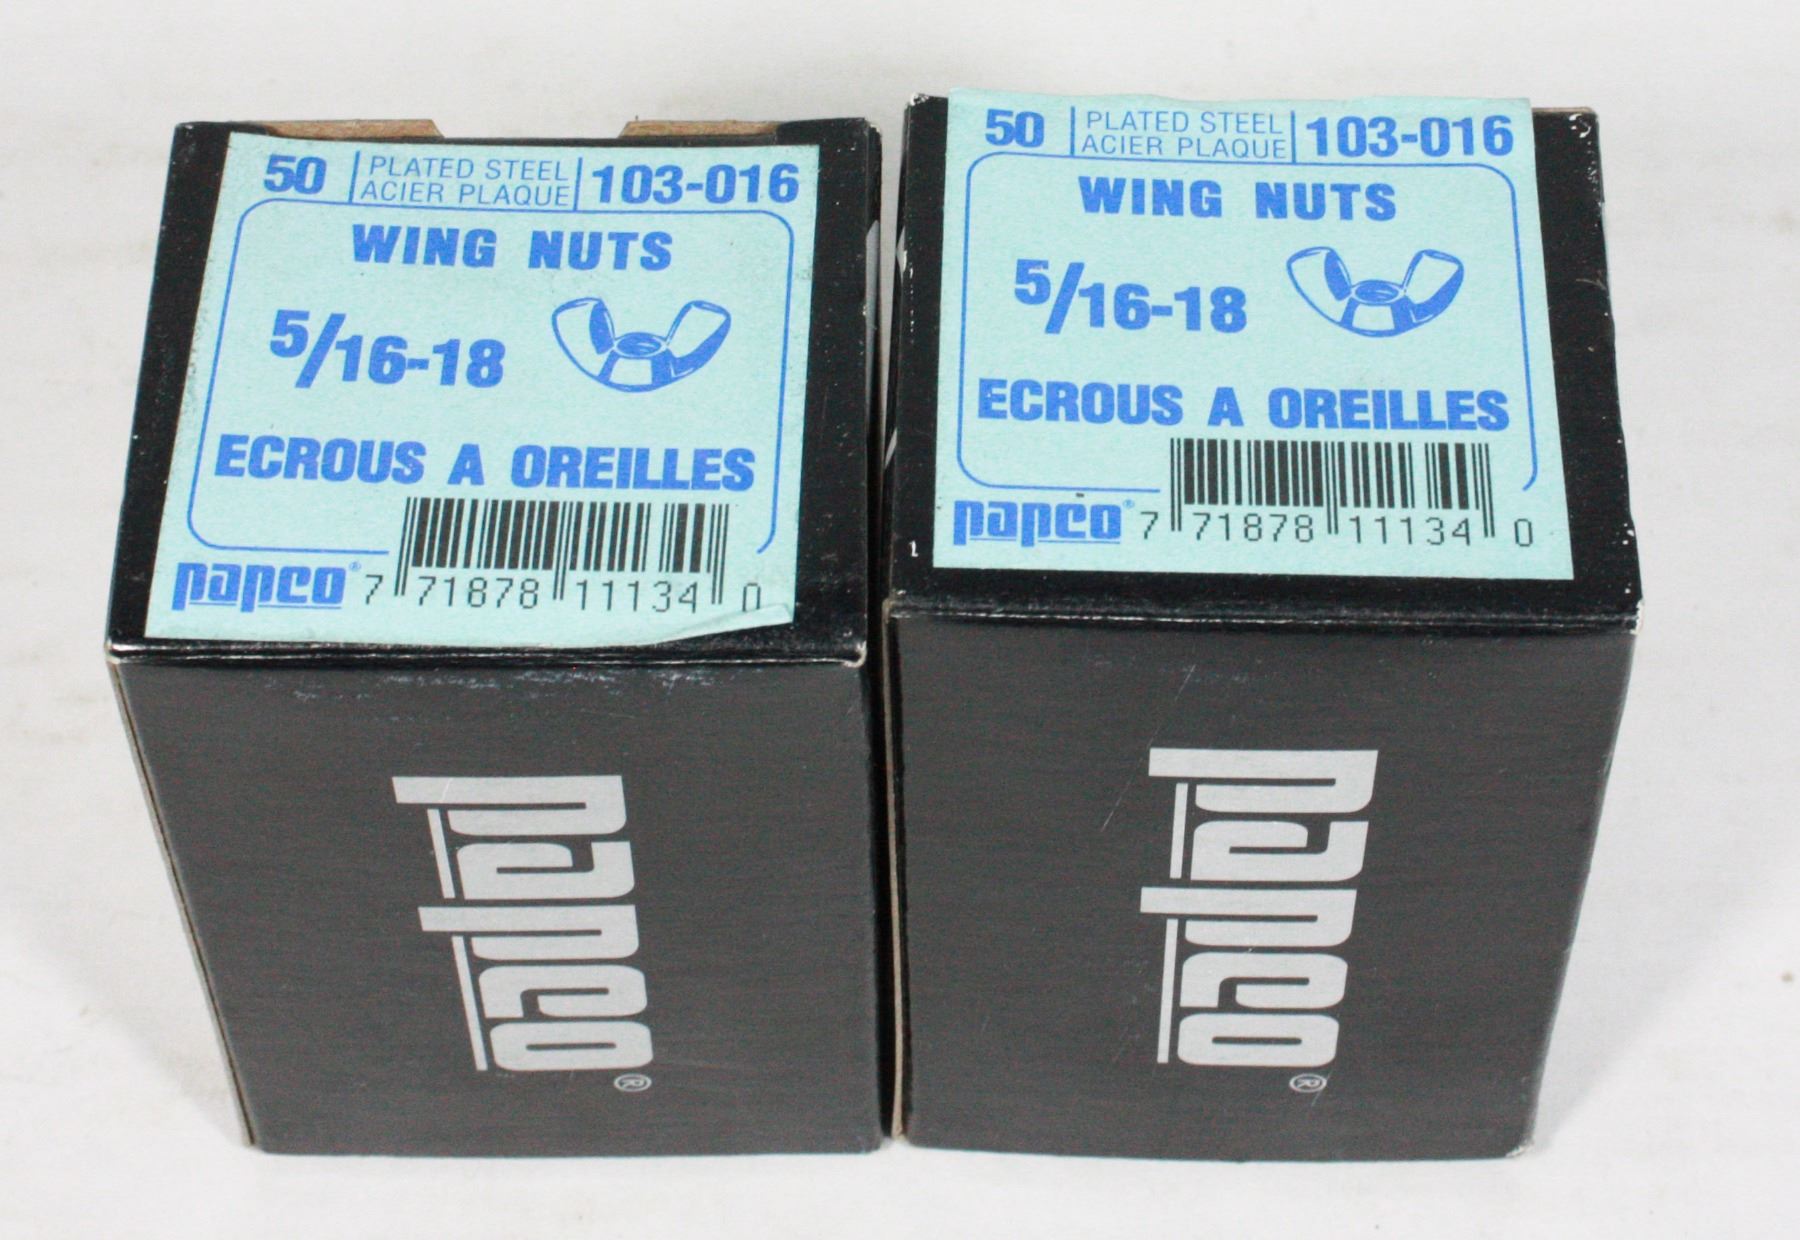 50 PLATED STEEL 103-016
ACIER PLAQUE
WING NUTS
5/16-18
ECROUS A OREILLES
papco® 7 71878 11134 0
papco®
50 PLATED STEEL 103-016
ACIER PLAQUE
WING NUTS
5/16-18
ECROUS A OREILLES
papco® 7 71878 11134 0
papco®